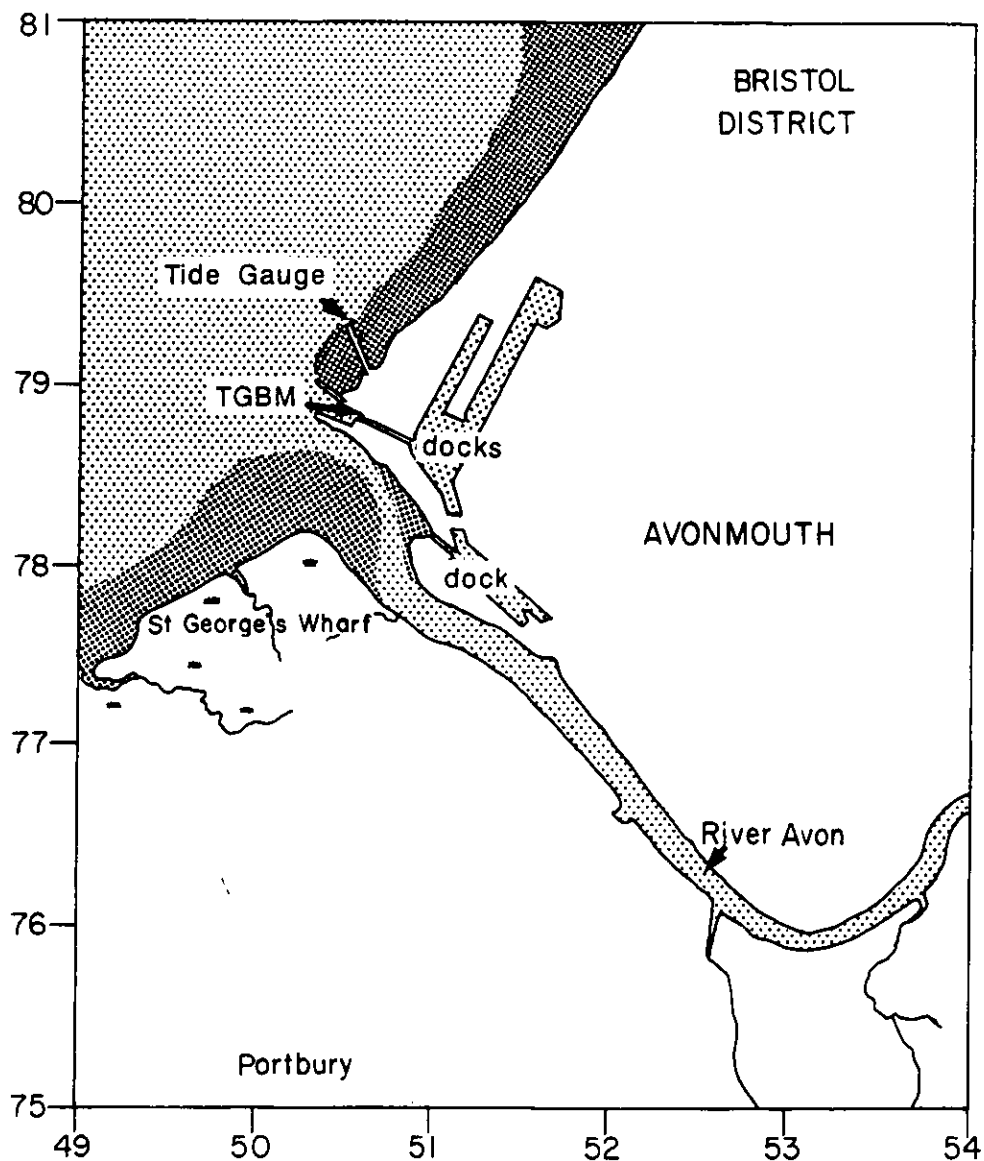 81
BRISTOL
DISTRICT
80
Tide Gauge
79
TGBM
docks
AVONMOUTH
78
dock
St George's Wharf
77
River Avon
76
Portbury
75
49 50 51 52 53 54